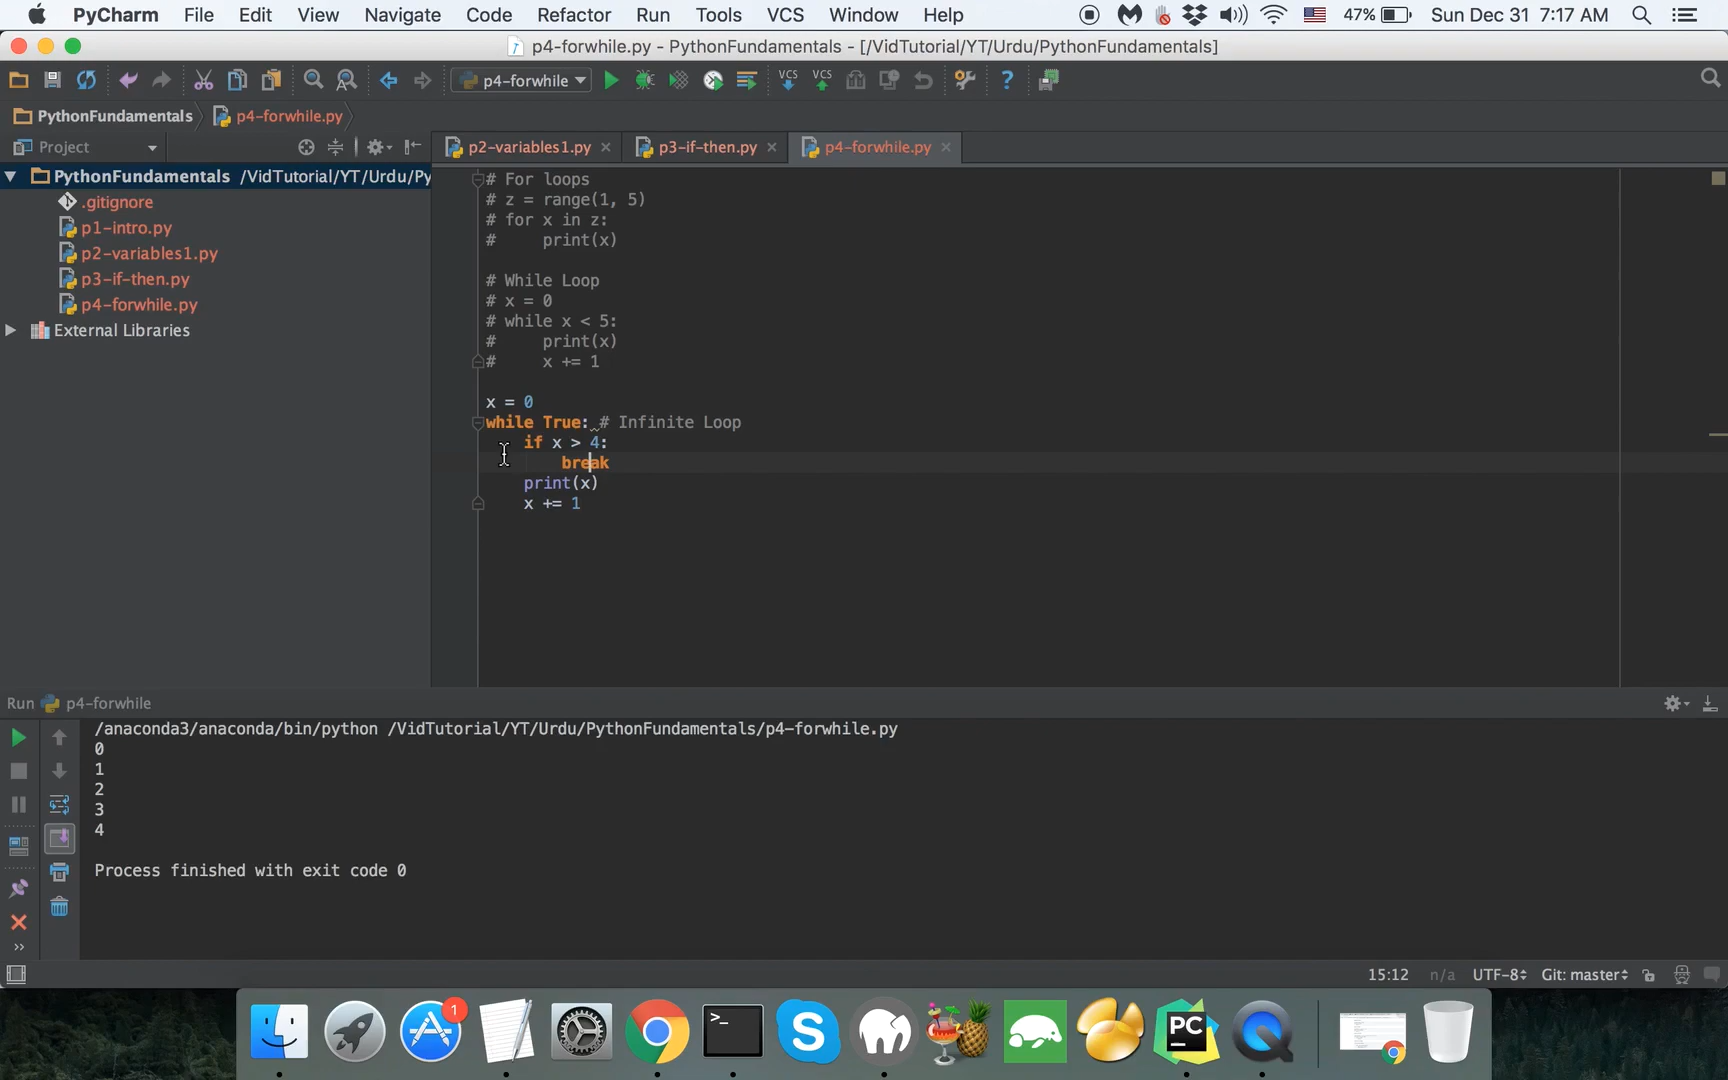 PyCharm File Edit View Navigate Code Refactor Run Tools VCS Window Help 47% Sun Dec 31 7:17 AM
p4-forwhile.py - PythonFundamentals - [/VidTutorial/YT/Urdu/PythonFundamentals]
p4-forwhile VCS VCS ?
PythonFundamentals p4-forwhile.py
Project p2-variables1.py p3-if-then.py p4-forwhile.py
PythonFundamentals /VidTutorial/YT/Urdu/Py
.gitignore
p1-intro.py
p2-variables1.py
p3-if-then.py
p4-forwhile.py
External Libraries
# For loops
# z = range(1, 5)
# for x in z:
#     print(x)
# While Loop
# x = 0
# while x < 5:
#     print(x)
#     x += 1
x = 0
while True: # Infinite Loop
    if x > 4:
        break
    print(x)
    x += 1
Run p4-forwhile
/anaconda3/anaconda/bin/python /VidTutorial/YT/Urdu/PythonFundamentals/p4-forwhile.py
0
1
2
3
4
Process finished with exit code 0
15:12 n/a UTF-8 Git: master
1
>_
S
PC